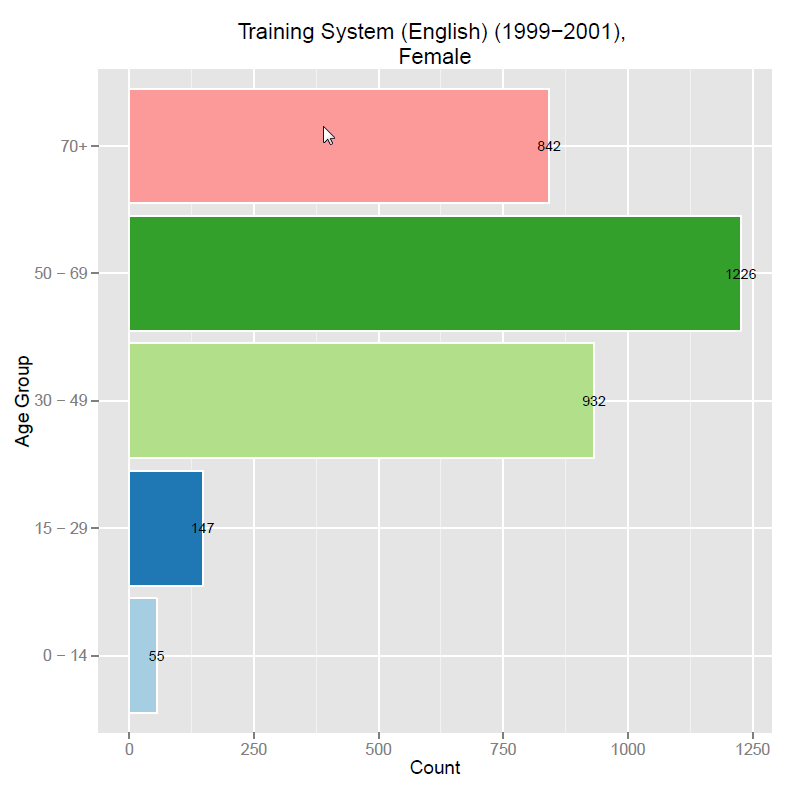 Training System (English) (1999−2001),
Female
70+
842
50 − 69
1226
Age Group
30 − 49
932
15 − 29
147
0 − 14
55
0
250
500
750
1000
1250
Count